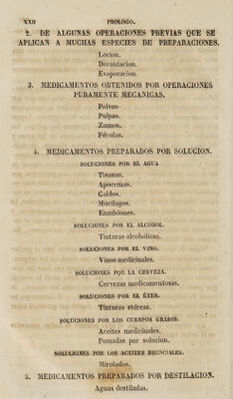 XXII PROLOGO.
2. DE ALGUNAS OPERACIONES PREVIAS QUE SE
APLICAN A MUCHAS ESPECIES DE PREPARACIONES.
Locion.
Decantacion.
Evaporacion.
3. MEDICAMENTOS OBTENIDOS POR OPERACIONES
PURAMENTE MECANICAS.
Polvos
Pulpas.
Zumos.
Féculas.
4. MEDICAMENTOS PREPARADOS POR SOLUCION.
SOLUCIONES POR EL AGUA
Tisanas.
Apocemas.
Caldos.
Mucílagos.
Emulsiones.
SOLUCIONES POR EL ALCOHOL.
Tinturas alcohólicas.
SOLUCIONES POR EL VINO.
Vinos medicinales.
SOLUCIONES POR LA CERVEZA.
Cervezas medicamentosas.
SOLUCIONES POR EL ÉTER.
Tinturas etéreas.
SOLUCIONES POR LOS CUERPOS GRASOS.
Aceites medicinales.
Pomadas por solucion.
SOLUCIONES POR LOS ACEITES ESENCIALES.
Mirolados.
5. MEDICAMENTOS PREPARADOS POR DESTILACION.
Aguas destiladas.